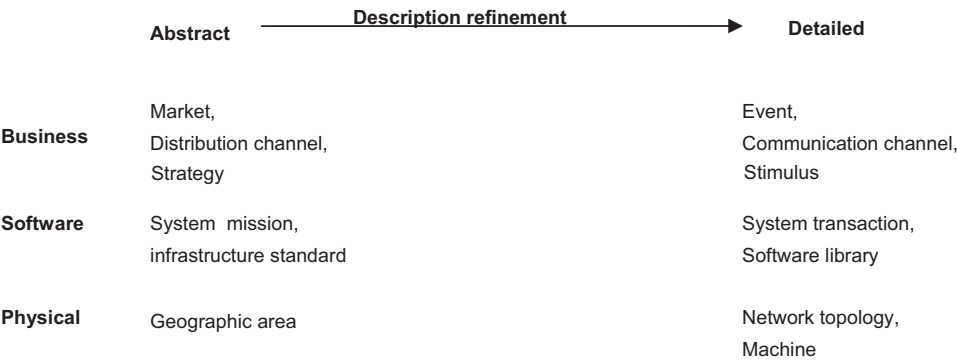 Description refinement
Abstract
Detailed
Market,
Event,
Business
Distribution channel,
Communication channel,
Strategy
Stimulus
Software
System mission,
System transaction,
infrastructure standard
Software library
Physical
Geographic area
Network topology,
Machine